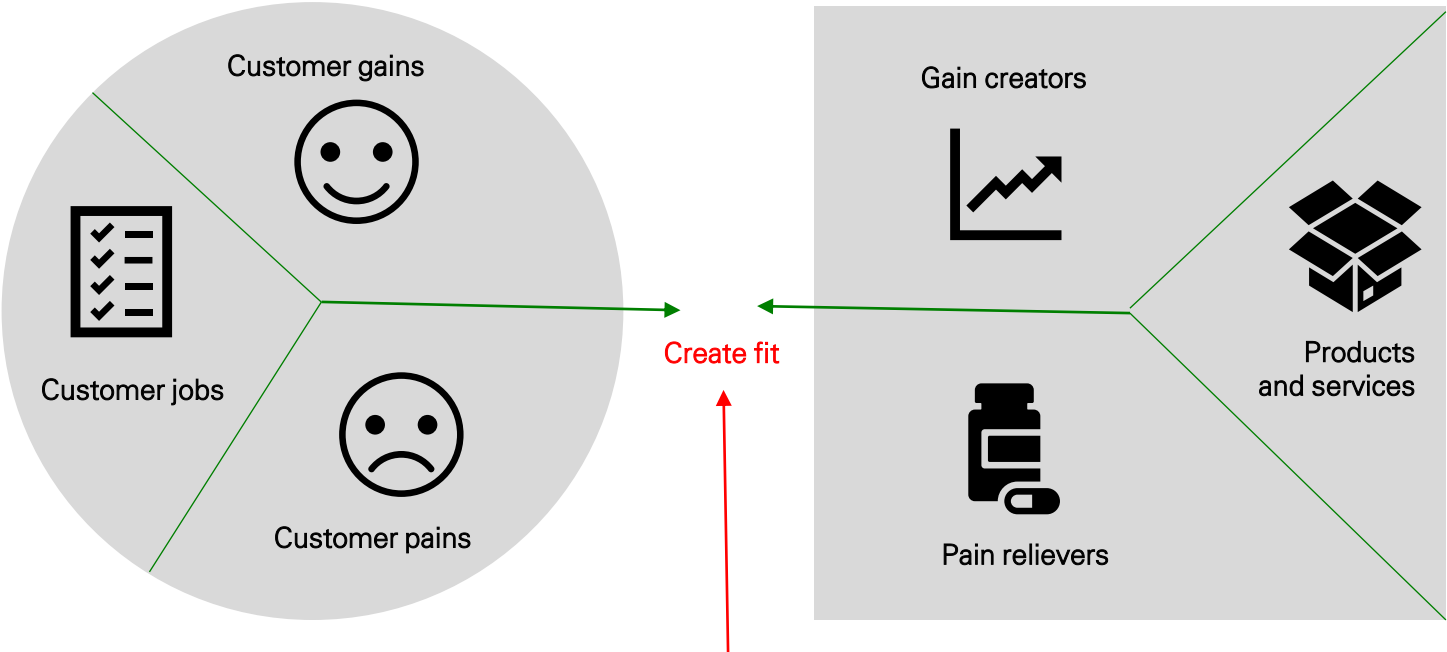 Customer gains
Customer jobs
Customer pains
Create fit
Gain creators
Products
and services
Pain relievers